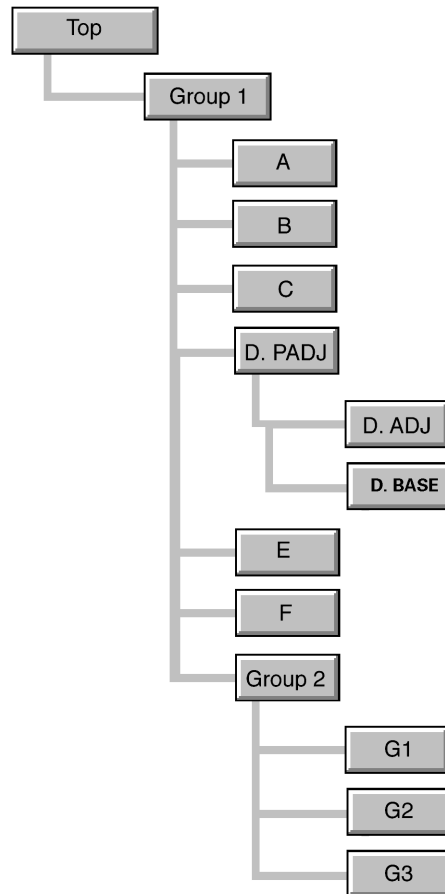 Top
Group 1
A
B
C
D. PADJ
D. ADJ
D. BASE
E
F
Group 2
G1
G2
G3